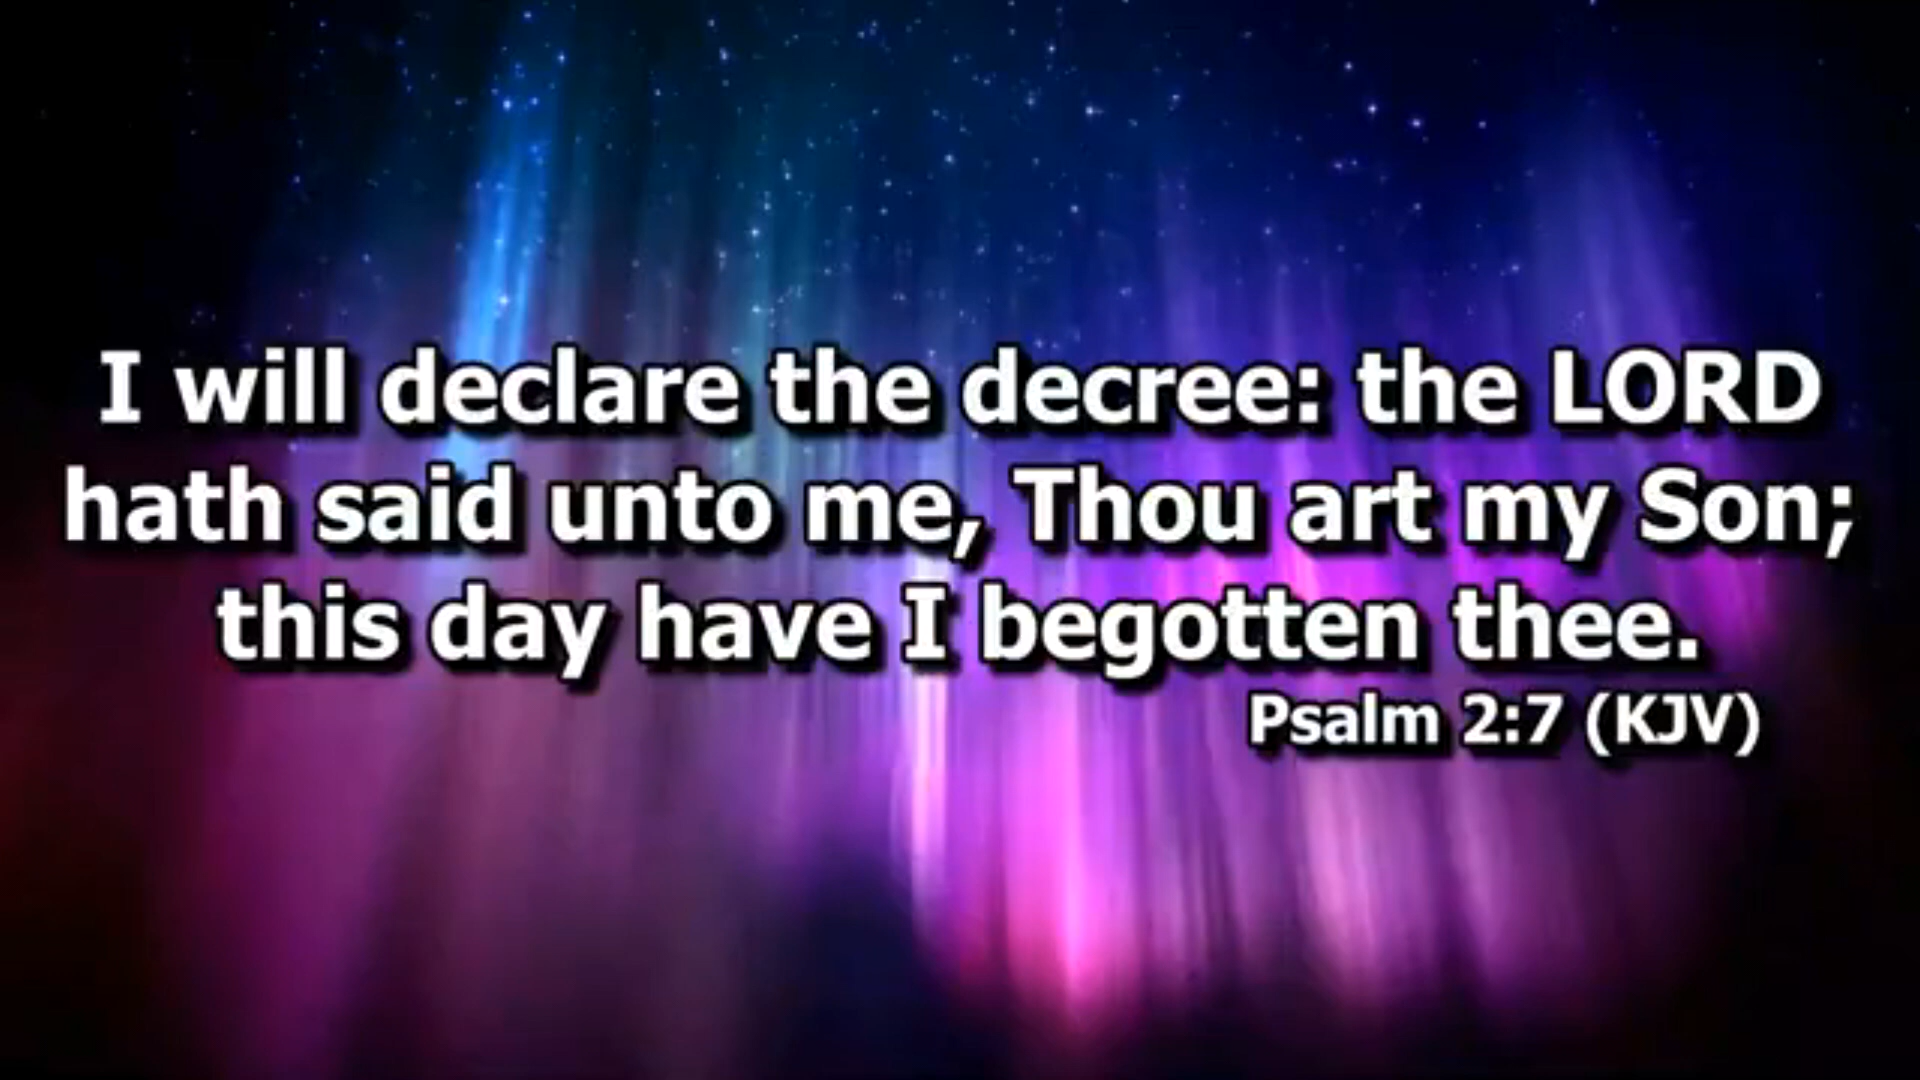 I will declare the decree: the LORD
hath said unto me, Thou art my Son;
this day have I begotten thee.
Psalm 2:7 (KJV)